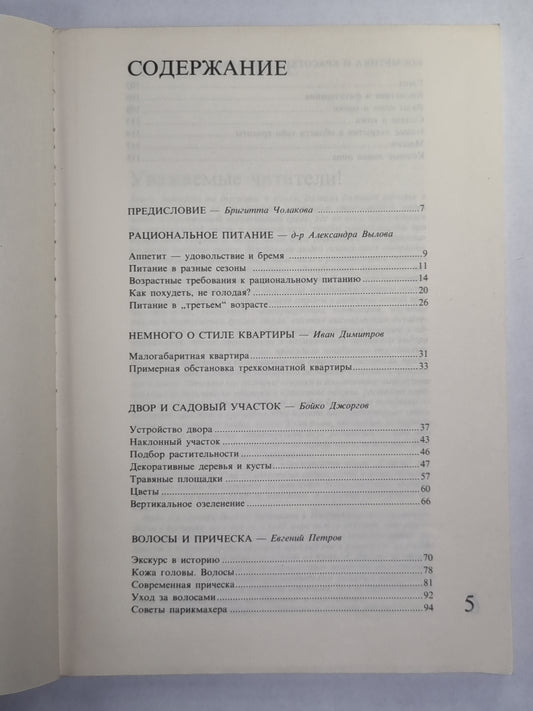 СОДЕРЖАНИЕ
Уважаемые читатели!
ПРЕДИСЛОВИЕ — Бригитта Чолакова ........................ 7
РАЦИОНАЛЬНОЕ ПИТАНИЕ — д-р Александра Вылова
Аппетит — удовольствие и бремя ........................ 9
Питание в разные сезоны ........................ 11
Возрастные требования к рациональному питанию ........................ 14
Как похудеть, не голодая? ........................ 20
Питание в „третьем” возрасте ........................ 26
НЕМНОГО О СТИЛЕ КВАРТИРЫ — Иван Димитров
Малогабаритная квартира ........................ 31
Примерная обстановка трехкомнатной квартиры ........................ 33
ДВОР И САДОВЫЙ УЧАСТОК — Бойко Джоргов
Устройство двора ........................ 37
Наклонный участок ........................ 43
Подбор растительности ........................ 46
Декоративные деревья и кусты ........................ 47
Травяные площадки ........................ 57
Цветы ........................ 60
Вертикальное озеленение ........................ 66
ВОЛОСЫ И ПРИЧЕСКА — Евгений Петров
Экскурс в историю ........................ 70
Кожа головы. Волосы ........................ 78
Современная прическа ........................ 81
Уход за волосами ........................ 92
Советы парикмахера ........................ 94
5